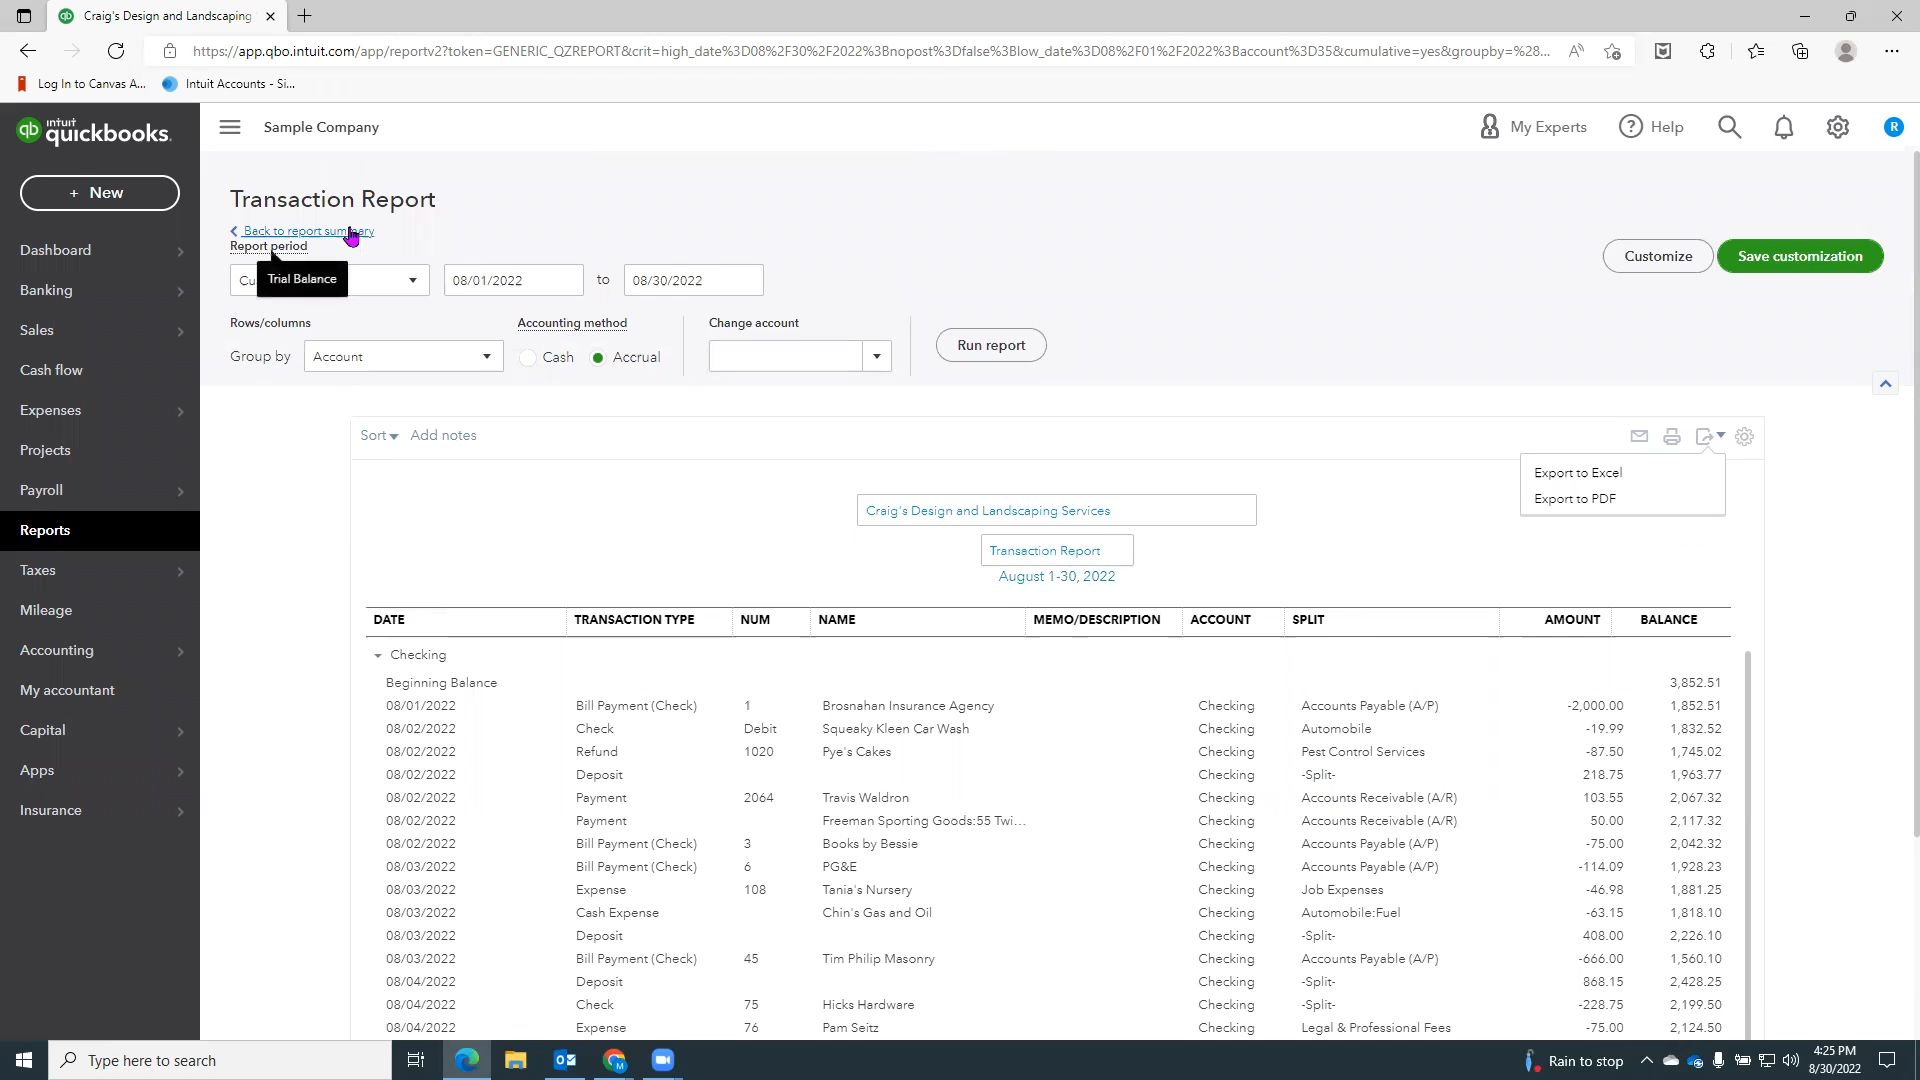 Craig's Design and Landscaping
https://app.qbo.intuit.com/app/reportv2?token=GENERIC_QZREPORT&crit=high_date%3D08%2F30%2F2022%3Bnopost%3Dfalse%3Blow_date%3D08%2F01%2F2022%3Baccount%3D35&cumulative=yes&groupby=%28...
Log In to Canvas A... Intuit Accounts - Si...
intuit quickbooks.
Sample Company My Experts Help R
+ New
Dashboard
Banking
Sales
Cash flow
Expenses
Projects
Payroll
Reports
Taxes
Mileage
Accounting
My accountant
Capital
Apps
Insurance
Transaction Report
Back to report summary
Report period
Trial Balance
Cu 08/01/2022 to 08/30/2022
Customize Save customization
Rows/columns Accounting method Change account
Group by Account Cash Accrual Run report
Sort Add notes
Export to Excel
Export to PDF
Craig's Design and Landscaping Services
Transaction Report
August 1-30, 2022
DATE TRANSACTION TYPE NUM NAME MEMO/DESCRIPTION ACCOUNT SPLIT AMOUNT BALANCE
Checking
Beginning Balance 3,852.51
08/01/2022 Bill Payment (Check) 1 Brosnahan Insurance Agency Checking Accounts Payable (A/P) -2,000.00 1,852.51
08/02/2022 Check Debit Squeaky Kleen Car Wash Checking Automobile -19.99 1,832.52
08/02/2022 Refund 1020 Pye's Cakes Checking Pest Control Services -87.50 1,745.02
08/02/2022 Deposit Checking -Split- 218.75 1,963.77
08/02/2022 Payment 2064 Travis Waldron Checking Accounts Receivable (A/R) 103.55 2,067.32
08/02/2022 Payment Freeman Sporting Goods:55 Twi... Checking Accounts Receivable (A/R) 50.00 2,117.32
08/02/2022 Bill Payment (Check) 3 Books by Bessie Checking Accounts Payable (A/P) -75.00 2,042.32
08/03/2022 Bill Payment (Check) 6 PG&E Checking Accounts Payable (A/P) -114.09 1,928.23
08/03/2022 Expense 108 Tania's Nursery Checking Job Expenses -46.98 1,881.25
08/03/2022 Cash Expense Chin's Gas and Oil Checking Automobile:Fuel -63.15 1,818.10
08/03/2022 Deposit Checking -Split- 408.00 2,226.10
08/03/2022 Bill Payment (Check) 45 Tim Philip Masonry Checking Accounts Payable (A/P) -666.00 1,560.10
08/04/2022 Deposit Checking -Split- 868.15 2,428.25
08/04/2022 Check 75 Hicks Hardware Checking -Split- -228.75 2,199.50
08/04/2022 Expense 76 Pam Seitz Checking Legal & Professional Fees -75.00 2,124.50
Type here to search
Rain to stop
4:25 PM
8/30/2022